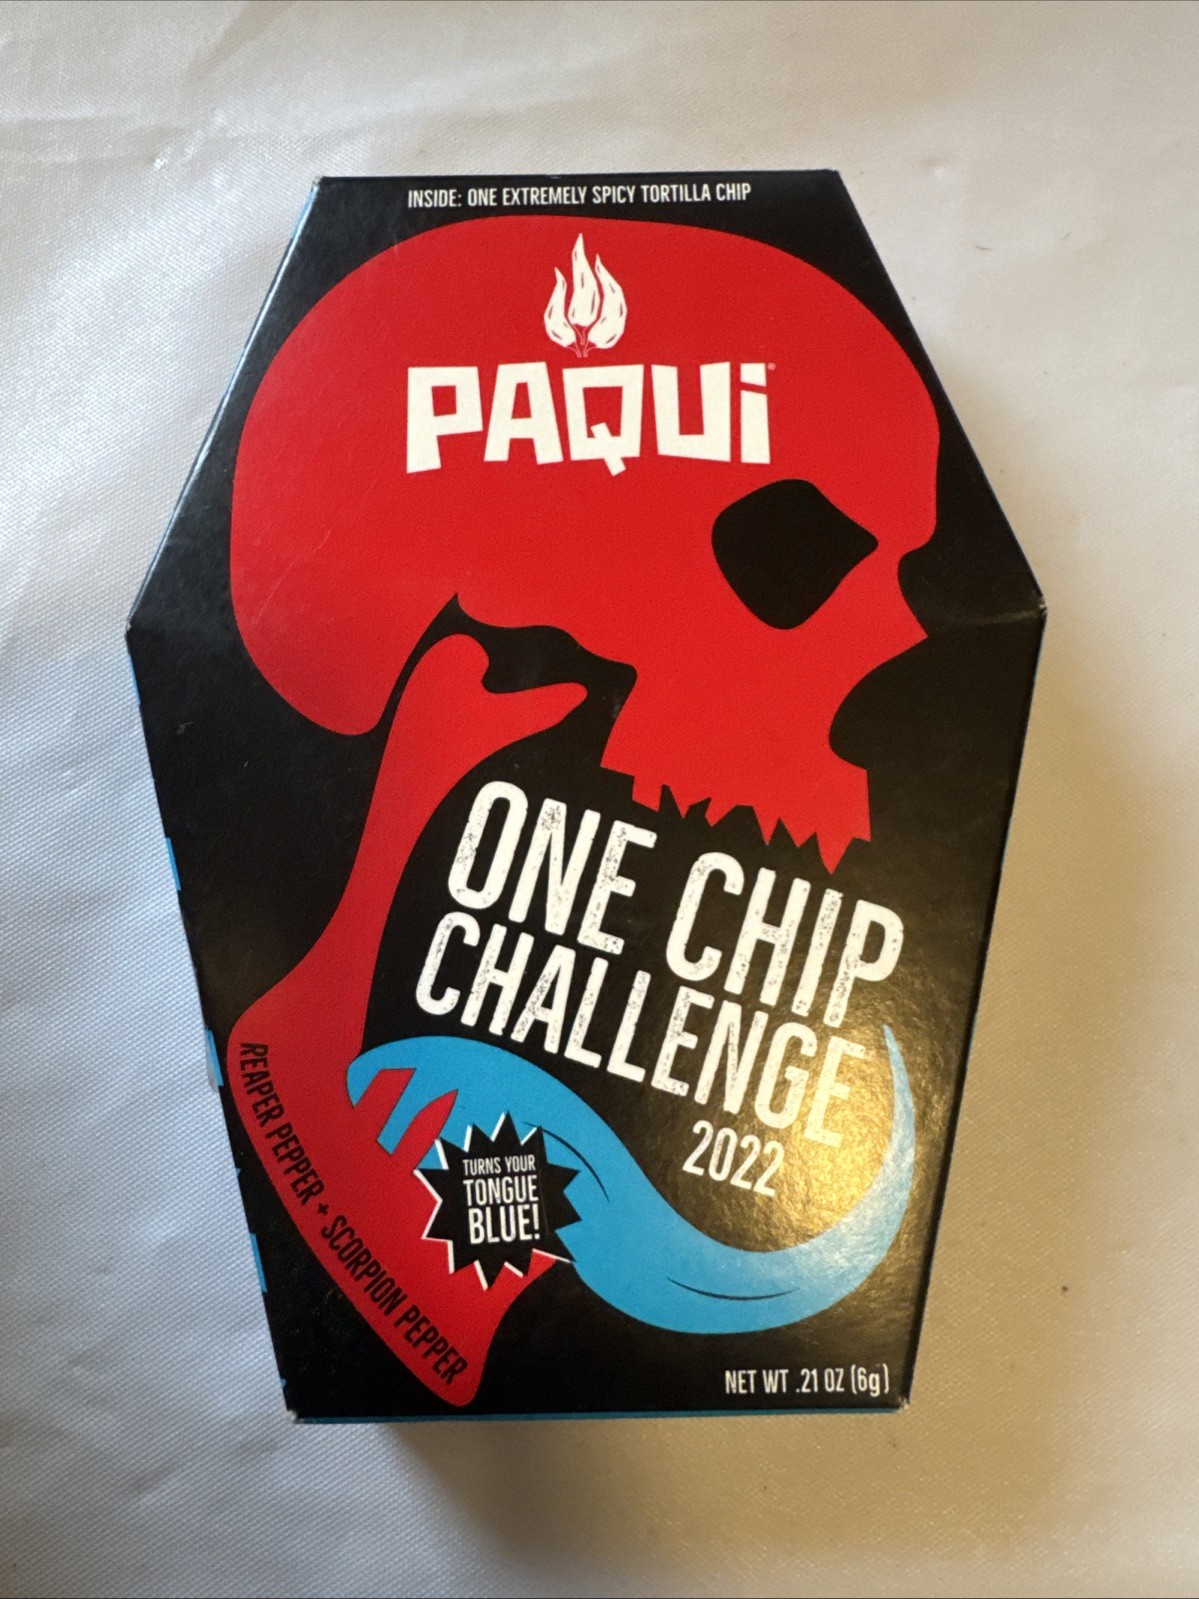 INSIDE: ONE EXTREMELY SPICY TORTILLA CHIP
PAQUi®
ONE CHIP
CHALLENGE
2022
REAPER PEPPER + SCORPION PEPPER
TURNS YOUR
TONGUE
BLUE!
NET WT .21 OZ (6g)